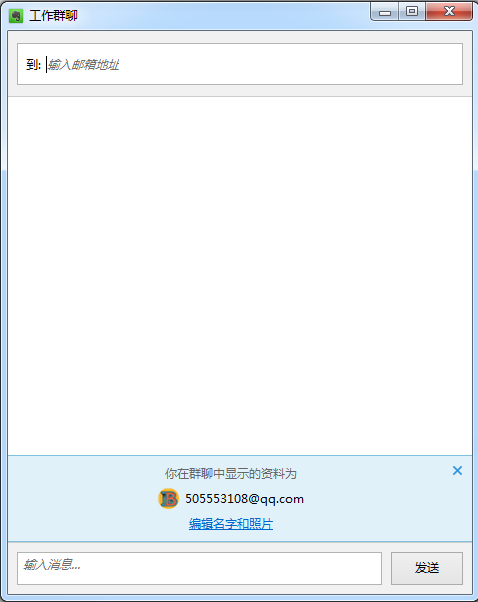 工作群聊
到: 输入邮箱地址
你在群聊中显示的资料为
505553108@qq.com
编辑名字和照片
输入消息...
发送